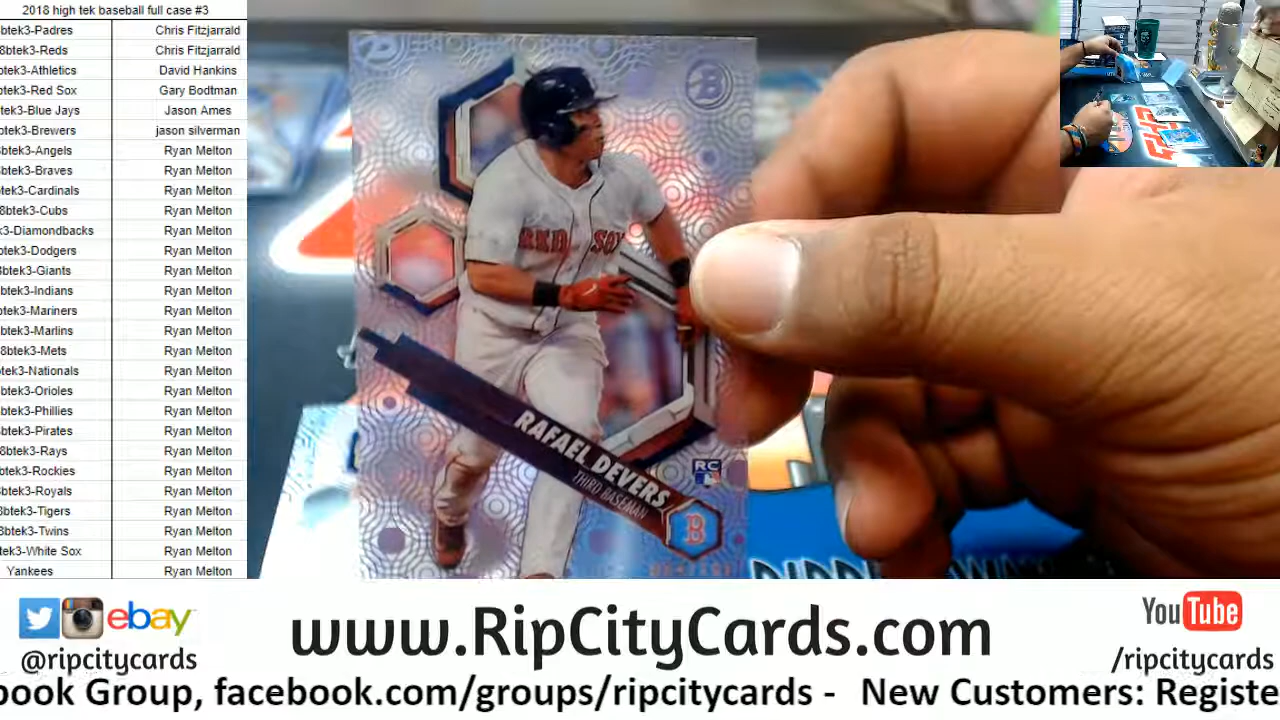 2018 high tek baseball full case #3
btek3-Padres Chris Fitzjarrald
8btek3-Reds Chris Fitzjarrald
btek3-Athletics David Hankins
btek3-Red Sox Gary Bodtman
btek3-Blue Jays Jason Ames
btek3-Brewers jason silverman
btek3-Angels Ryan Melton
btek3-Braves Ryan Melton
btek3-Cardinals Ryan Melton
8btek3-Cubs Ryan Melton
k3-Diamondbacks Ryan Melton
btek3-Dodgers Ryan Melton
8btek3-Giants Ryan Melton
btek3-Indians Ryan Melton
btek3-Mariners Ryan Melton
btek3-Marlins Ryan Melton
8btek3-Mets Ryan Melton
btek3-Nationals Ryan Melton
btek3-Orioles Ryan Melton
btek3-Phillies Ryan Melton
btek3-Pirates Ryan Melton
8btek3-Rays Ryan Melton
btek3-Rockies Ryan Melton
btek3-Royals Ryan Melton
8btek3-Tigers Ryan Melton
8btek3-Twins Ryan Melton
tek3-White Sox Ryan Melton
Yankees Ryan Melton
B
RED SOX
RAFAEL DEVERS
THIRD BASEMAN
RC
B
ebay
@ripcitycards
www.RipCityCards.com
YouTube
/ripcitycards
book Group, facebook.com/groups/ripcitycards - New Customers: Registe